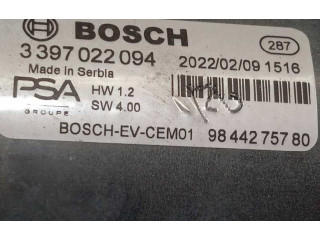 BOSCH
287
3 397 022 094
2022/02/09 1516
Made in Serbia
PSA
GROUPE
HW 1.2
SW 4.00
BOSCH-EV-CEM01
98 442 757 80